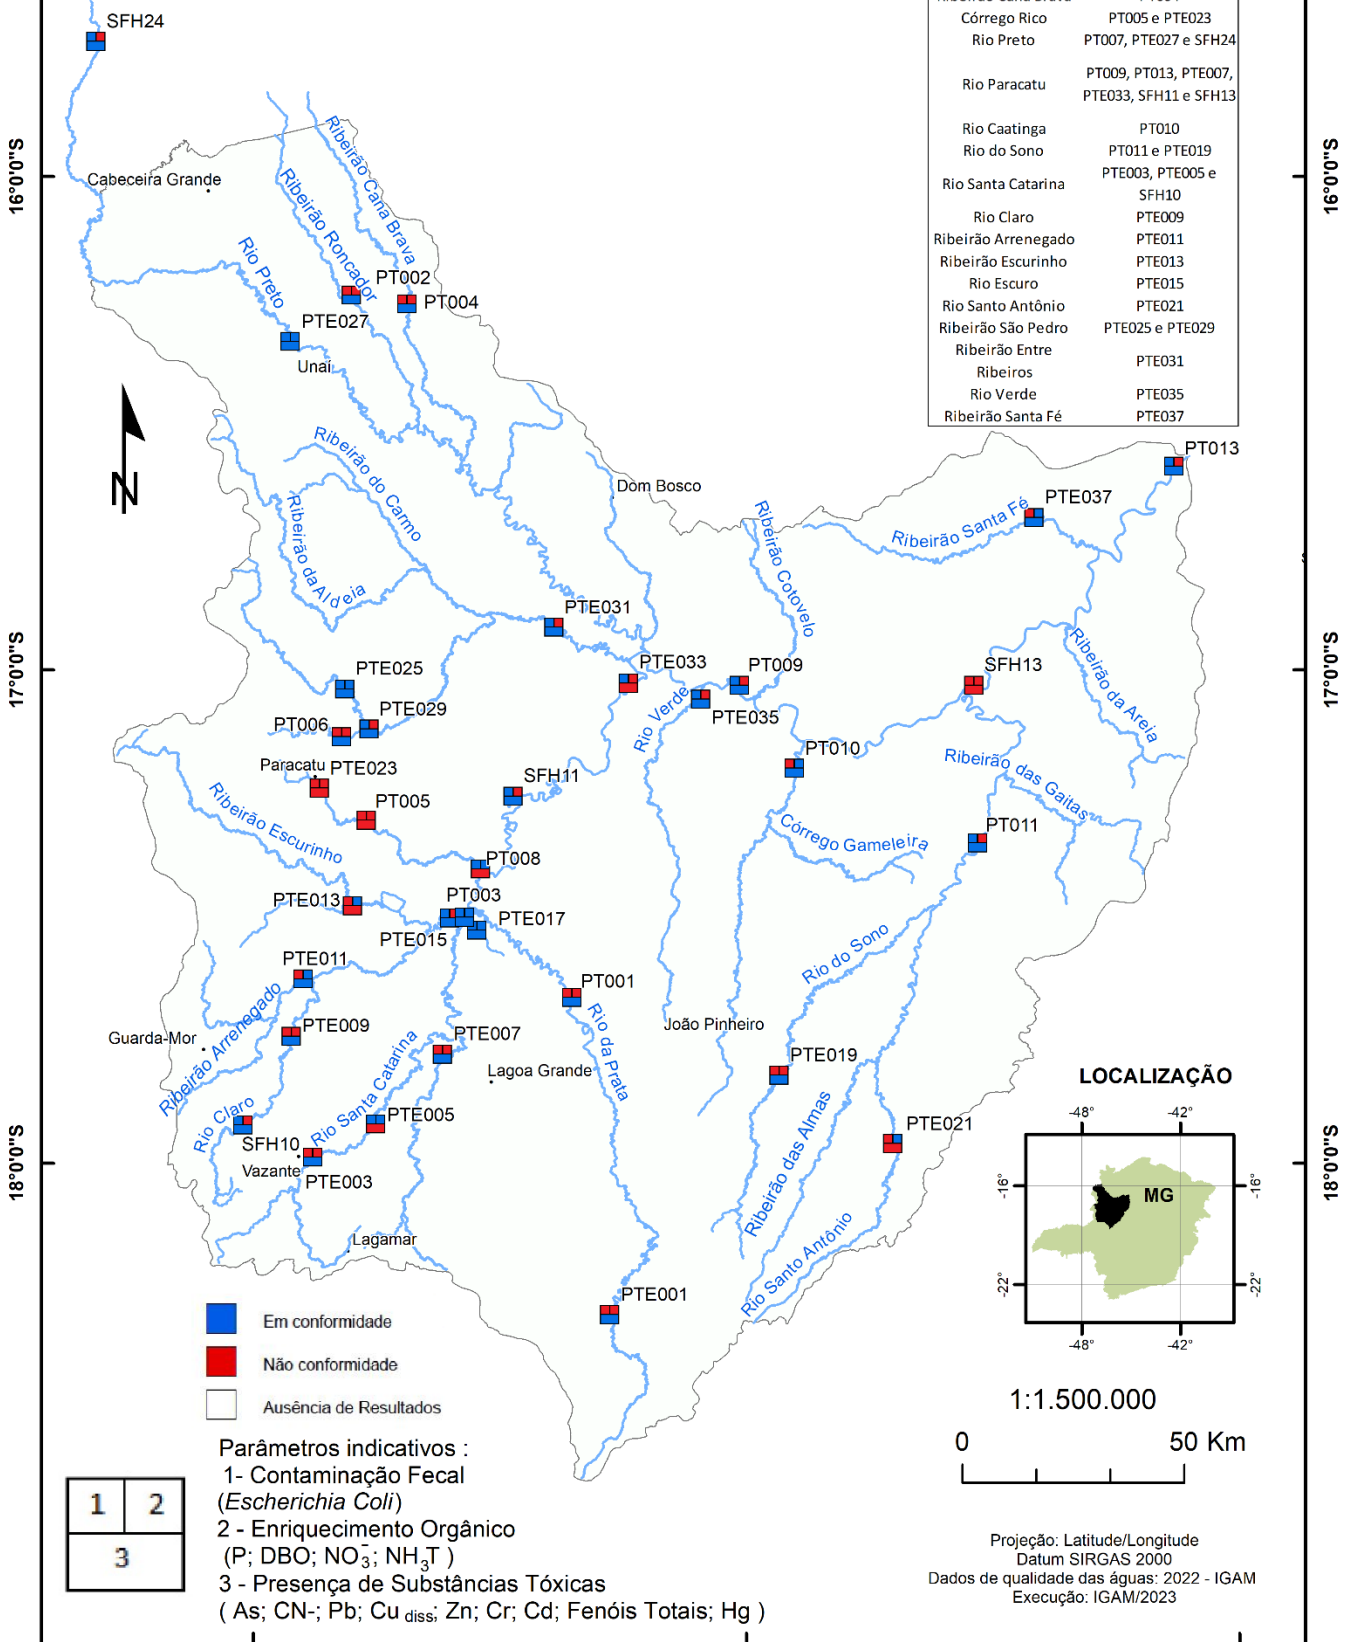 SFH24
Córrego Rico PT005 e PTE023
Rio Preto PT007, PTE027 e SFH24
Rio Paracatu PT009, PT013, PTE007,
PTE033, SFH11 e SFH13
Rio Caatinga PT010
Rio do Sono PT011 e PTE019
Rio Santa Catarina PTE003, PTE005 e
SFH10
Rio Claro PTE009
Ribeirão Arrenegado PTE011
Ribeirão Escurinho PTE013
Rio Escuro PTE015
Rio Santo Antônio PTE021
Ribeirão São Pedro PTE025 e PTE029
Ribeirão Entre
Ribeiros PTE031
Rio Verde PTE035
Ribeirão Santa Fé PTE037
16°0'0"S
16°0'0"S
Cabeceira Grande
Ribeirão Cana Brava
Ribeirão Roncador
Rio Preto
PT002
PT004
PTE027
Unaí
N
Ribeirão do Carmo
Ribeirão da Aldeia
Dom Bosco
PT013
PTE037
Ribeirão Santa Fé
Ribeirão Cotovelo
PTE031
17°0'0"S
17°0'0"S
PTE033
PT009
SFH13
Ribeirão da Areia
PTE025
PTE029
PT006
Rio Verde
PTE035
PT010
Ribeirão das Gaitas
Paracatu
PTE023
SFH11
PT005
Ribeirão Escurinho
Córrego Gameleira
PT011
PT008
PTE013
PT003
PTE017
PTE015
Rio do Sono
PTE011
PT001
Ribeirão Arrenegado
PTE009
Guarda-Mor
João Pinheiro
Rio da Prata
PTE007
Lagoa Grande
PTE019
Rio Santa Catarina
Rio Claro
PTE005
SFH10
Vazante
PTE003
PTE021
Ribeirão das Almas
18°0'0"S
18°0'0"S
Lagamar
Rio Santo Antônio
PTE001
LOCALIZAÇÃO
-48°
-42°
-16°
-16°
MG
-22°
-22°
-48°
-42°
Em conformidade
Não conformidade
Ausência de Resultados
1:1.500.000
0 50 Km
Parâmetros indicativos :
1- Contaminação Fecal
(Escherichia Coli)
2 - Enriquecimento Orgânico
(P; DBO; NO₃⁻; NH₃T )
3 - Presença de Substâncias Tóxicas
( As; CN-; Pb; Cu diss; Zn; Cr; Cd; Fenóis Totais; Hg )
1 2
3
Projeção: Latitude/Longitude
Datum SIRGAS 2000
Dados de qualidade das águas: 2022 - IGAM
Execução: IGAM/2023